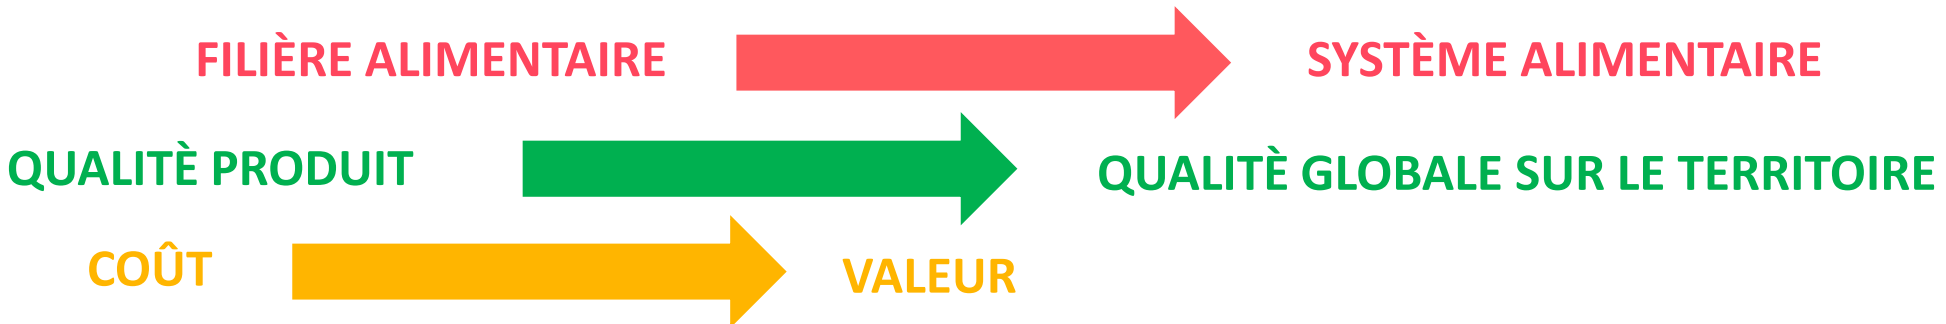 FILIÈRE ALIMENTAIRE
SYSTÈME ALIMENTAIRE
QUALITÈ PRODUIT
QUALITÈ GLOBALE SUR LE TERRITOIRE
COÛT
VALEUR